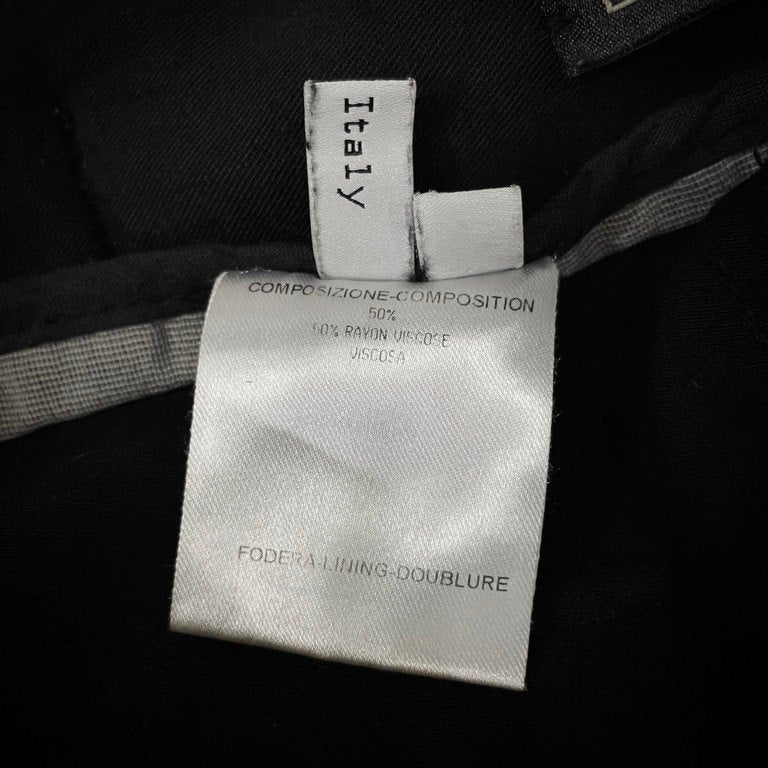 Italy
COMPOSIZIONE-COMPOSITION
50%
50% RAYON VISCOSE
VISCOSA
FODERA-LINING-DOUBLURE